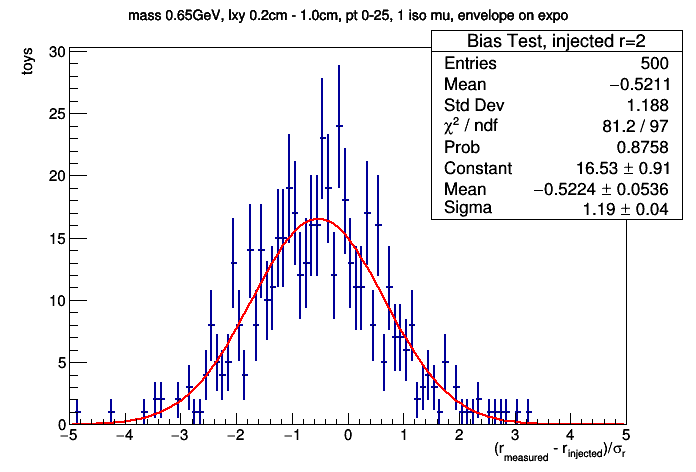 mass 0.65GeV, lxy 0.2cm - 1.0cm, pt 0-25, 1 iso mu, envelope on expo
Bias Test, injected r=2
Entries 500
Mean −0.5211
Std Dev 1.188
χ² / ndf 81.2 / 97
Prob 0.8758
Constant 16.53 ± 0.91
Mean −0.5224 ± 0.0536
Sigma 1.19 ± 0.04
toys
30
25
20
15
10
5
0
−5 −4 −3 −2 −1 0 1 2 3 4 5
(r_measured - r_injected)/σ_r